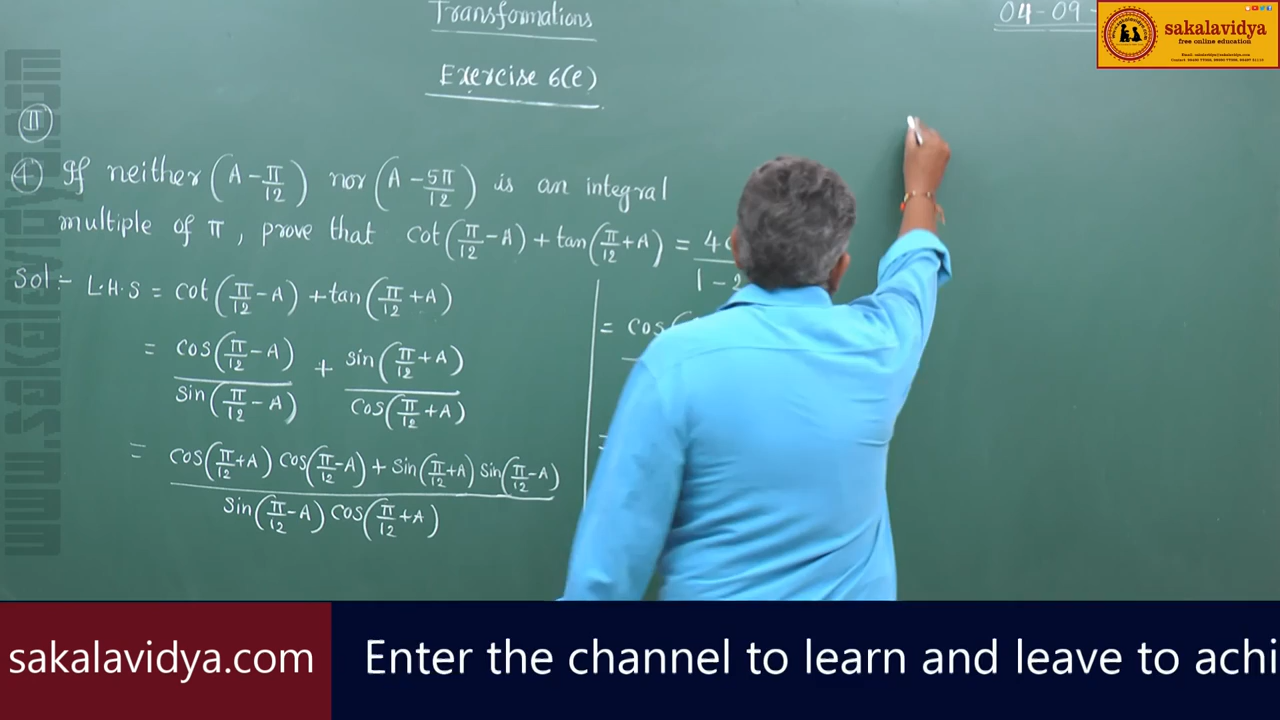 Transformations
04-09-
Exercise 6(e)
II
④ If neither (A - π/12) nor (A - 5π/12) is an integral
multiple of π, prove that cot(π/12 - A) + tan(π/12 + A) = 4
1 - 2
Sol :- L.H.S = cot(π/12 - A) + tan(π/12 + A)
= cos(π/12 - A)/sin(π/12 - A) + sin(π/12 + A)/cos(π/12 + A)
= cos(π/12 + A) cos(π/12 - A) + sin(π/12 + A) sin(π/12 - A)
sin(π/12 - A) cos(π/12 + A)
= cos(
=
sakalavidya
free online education
www.sakalavidya.com
sakalavidya.com
Enter the channel to learn and leave to achi